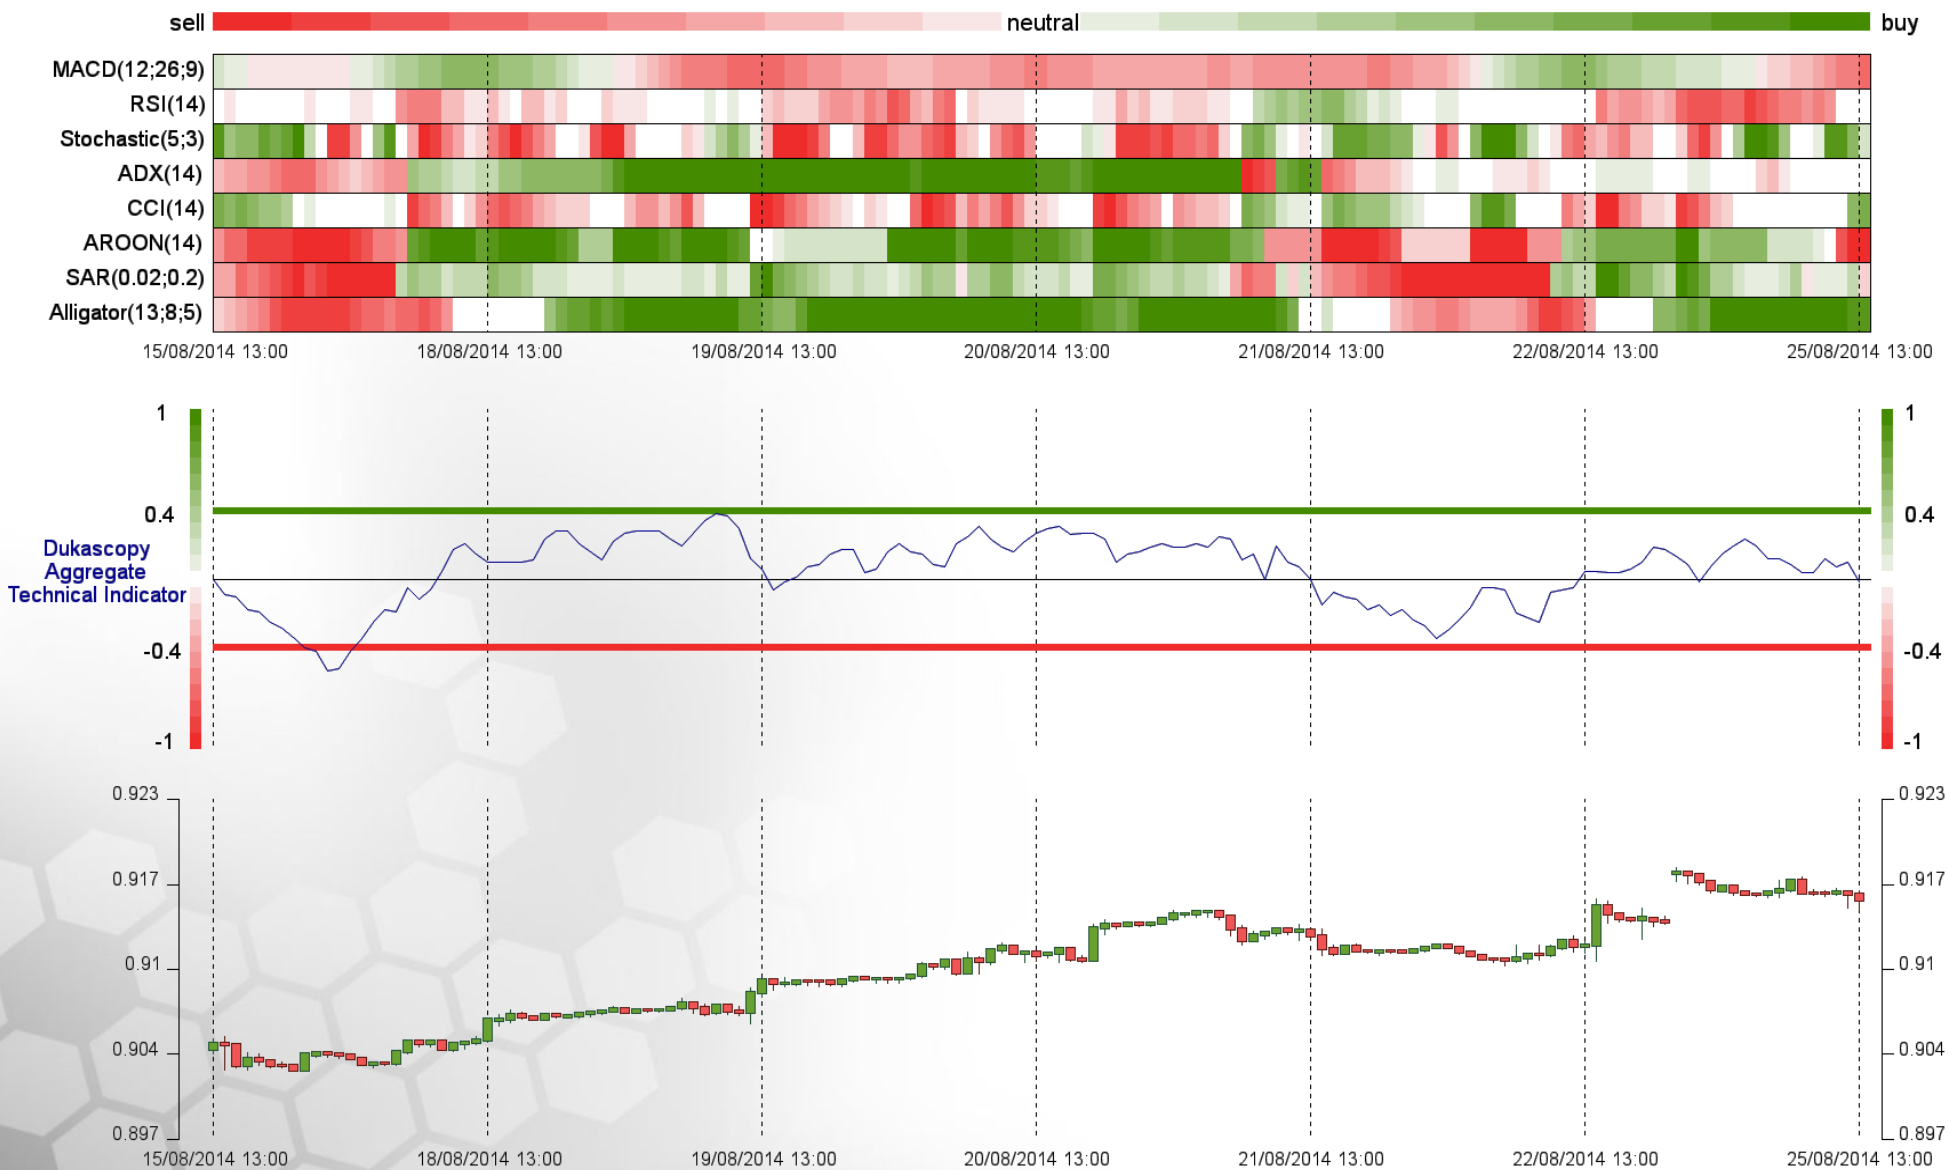 sell neutral buy
MACD(12;26;9)
RSI(14)
Stochastic(5;3)
ADX(14)
CCI(14)
AROON(14)
SAR(0.02;0.2)
Alligator(13;8;5)
15/08/2014 13:00 18/08/2014 13:00 19/08/2014 13:00 20/08/2014 13:00 21/08/2014 13:00 22/08/2014 13:00 25/08/2014 13:00
1 1
0.4 0.4
Dukascopy
Aggregate
Technical Indicator
-0.4 -0.4
-1 -1
0.923 0.923
0.917 0.917
0.91 0.91
0.904 0.904
0.897 0.897
15/08/2014 13:00 18/08/2014 13:00 19/08/2014 13:00 20/08/2014 13:00 21/08/2014 13:00 22/08/2014 13:00 25/08/2014 13:00